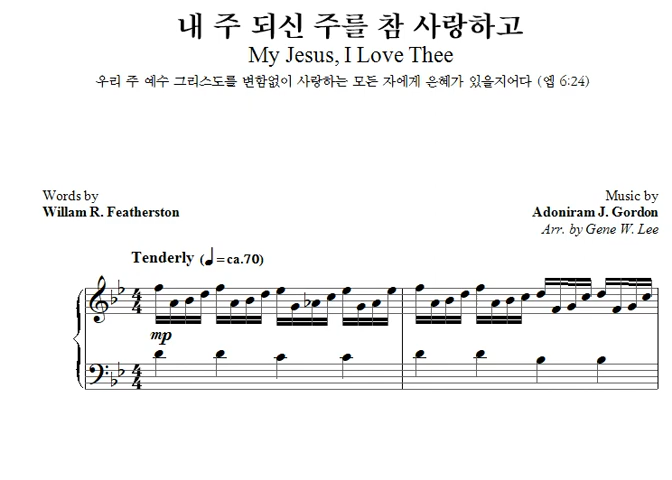 내 주 되신 주를 참 사랑하고
My Jesus, I Love Thee
우리 주 예수 그리스도를 변함없이 사랑하는 모든 자에게 은혜가 있을지어다 (엡 6:24)
Words by
Willam R. Featherston
Music by
Adoniram J. Gordon
Arr. by Gene W. Lee
Tenderly (♩=ca.70)
mp